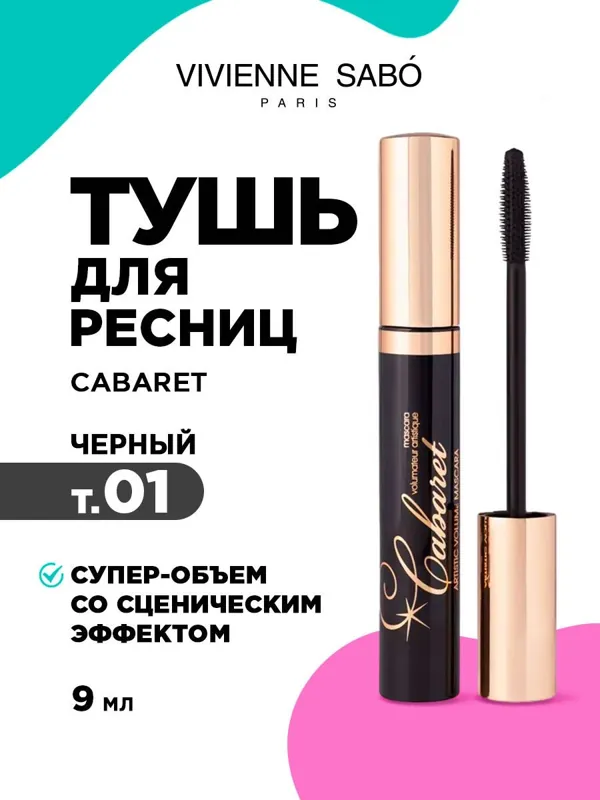 VIVIENNE SABÓ
PARIS
ТУШЬ
ДЛЯ
РЕСНИЦ
CABARET
ЧЕРНЫЙ
т.01
СУПЕР-ОБЪЕМ
СО СЦЕНИЧЕСКИМ
ЭФФЕКТОМ
9 мл
mascara
volumateur artistique
Cabaret
ARTISTIC VOLUME MASCARA